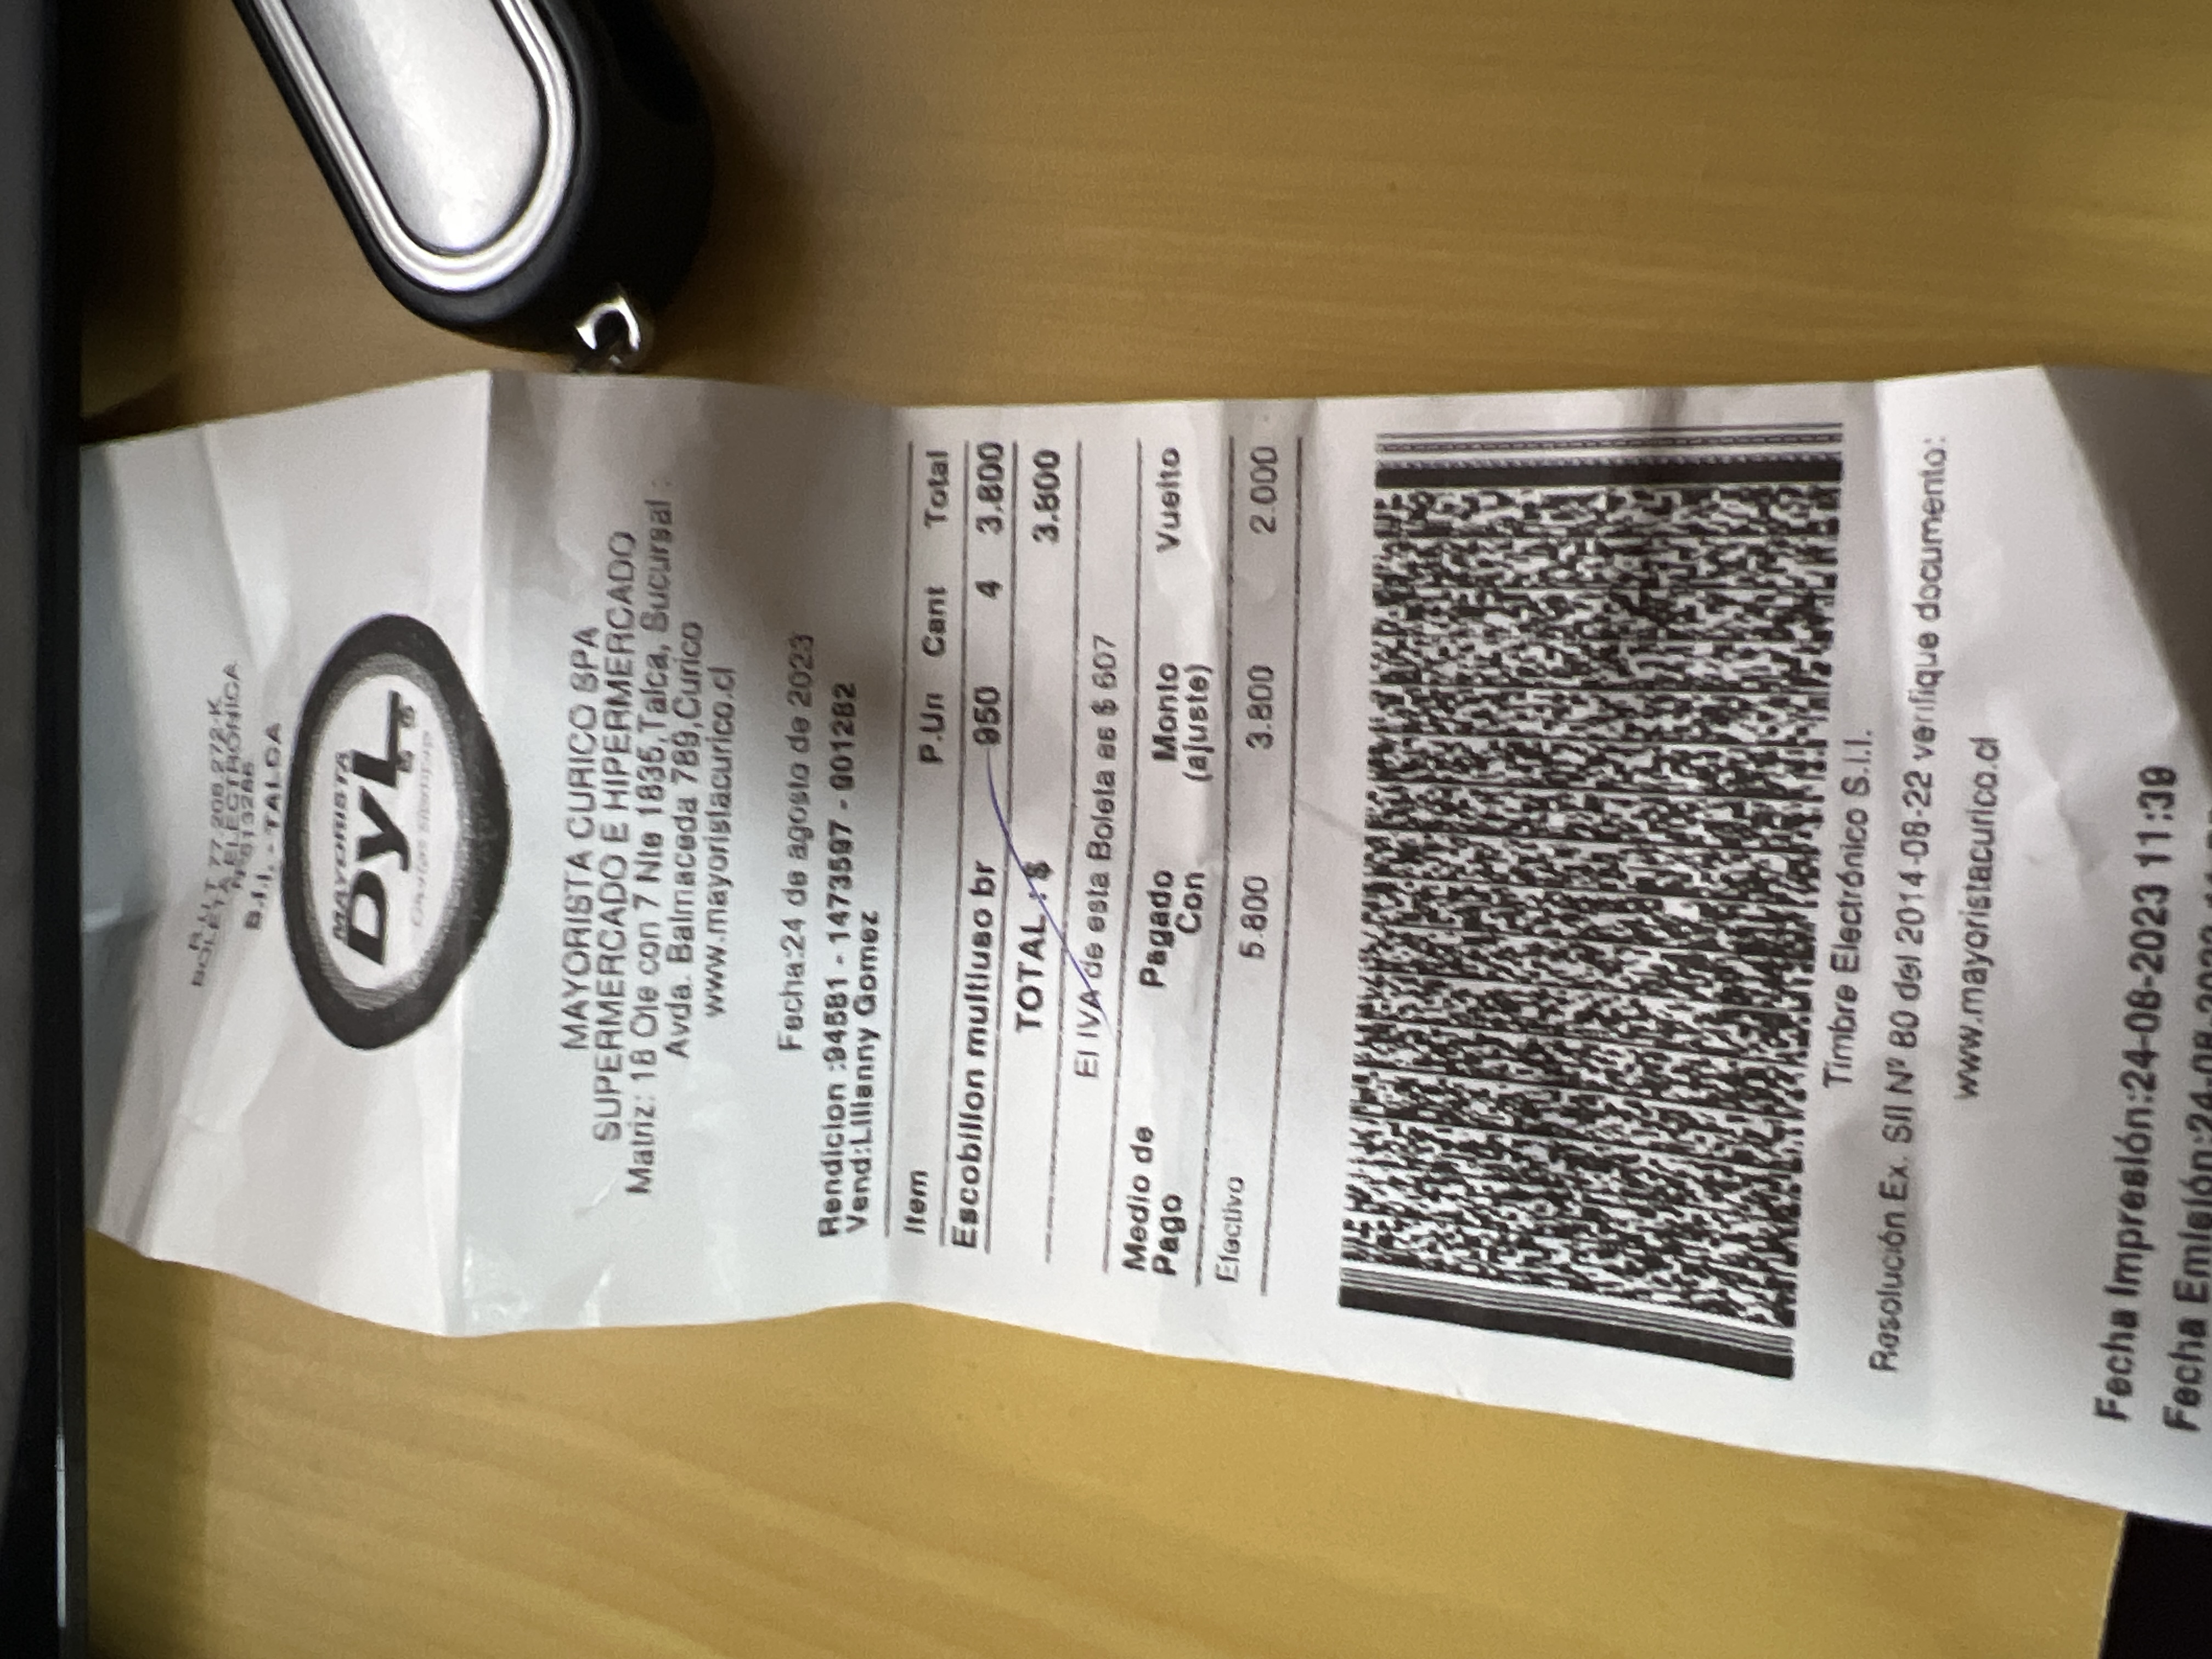 R.U.T 77.208.272-K
BOLETA ELECTRÓNICA
S.I.I. - TALCA
MAYORISTA
DyL
MAYORISTA CURICO SPA
SUPERMERCADO E HIPERMERCADO
Matriz: 18 Ote con 7 Nte 1835,Talca, Sucursal :
Avda. Balmaceda 789,Curico
www.mayoristacurico.cl
Fecha:24 de agosto de 2023
Rendicion :94581 - 1473597 - 001282
Vend:Lilianny Gomez
Item P.Un Cant Total
Escobillon multiuso br 950 4 3.800
TOTAL : $ 3.800
El IVA de esta Boleta es $ 607
Medio de Pagado Monto Vuelto
Pago Con (ajuste)
Efectivo 5.800 3.800 2.000
Timbre Electrónico S.I.I.
Resolución Ex. SII Nº 80 del 2014-08-22 verifique documento:
www.mayoristacurico.cl
Fecha Impresión:24-08-2023 11:39
Fecha Emisión:24-08-2023